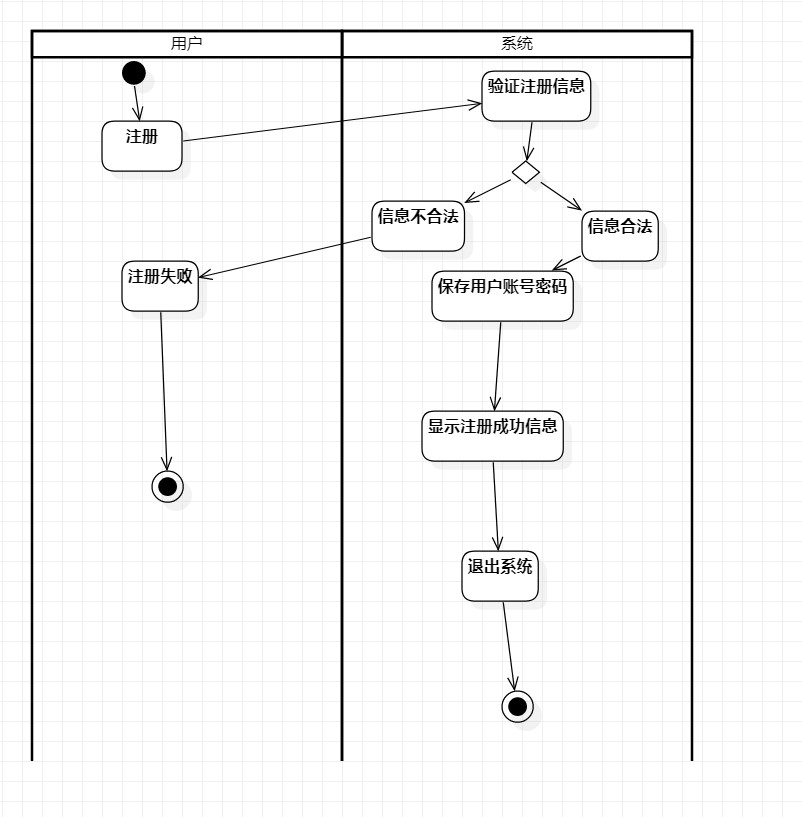 用户
系统
验证注册信息
注册
信息不合法
信息合法
注册失败
保存用户账号密码
显示注册成功信息
退出系统